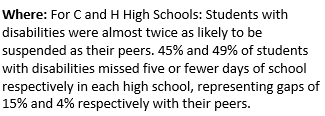 Where: For C and H High Schools: Students with
disabilities were almost twice as likely to be
suspended as their peers. 45% and 49% of students
with disabilities missed five or fewer days of school
respectively in each high school, representing gaps of
15% and 4% respectively with their peers.